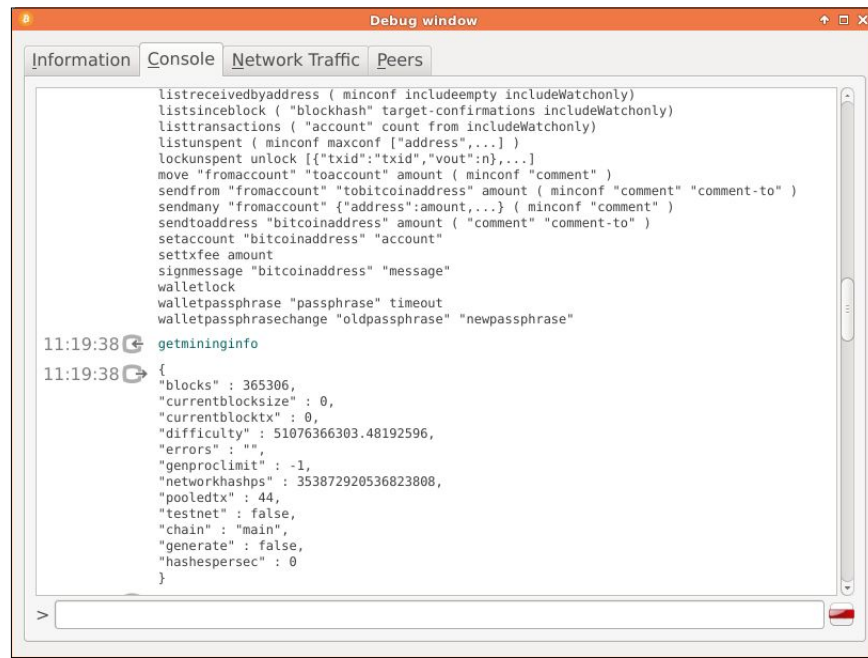 Debug window
Information Console Network Traffic Peers
listreceivedbyaddress ( minconf includeempty includeWatchonly)
listsinceblock ( "blockhash" target-confirmations includeWatchonly)
listtransactions ( "account" count from includeWatchonly)
listunspent ( minconf maxconf ["address",...] )
lockunspent unlock [{"txid":"txid","vout":n},...]
move "fromaccount" "toaccount" amount ( minconf "comment" )
sendfrom "fromaccount" "tobitcoinaddress" amount ( minconf "comment" "comment-to" )
sendmany "fromaccount" {"address":amount,...} ( minconf "comment" )
sendtoaddress "bitcoinaddress" amount ( "comment" "comment-to" )
setaccount "bitcoinaddress" "account"
settxfee amount
signmessage "bitcoinaddress" "message"
walletlock
walletpassphrase "passphrase" timeout
walletpassphrasechange "oldpassphrase" "newpassphrase"
11:19:38 getmininginfo
11:19:38 {
"blocks" : 365306,
"currentblocksize" : 0,
"currentblocktx" : 0,
"difficulty" : 51076366303.48192596,
"errors" : "",
"genproclimit" : -1,
"networkhashps" : 353872920536823808,
"pooledtx" : 44,
"testnet" : false,
"chain" : "main",
"generate" : false,
"hashespersec" : 0
}
>